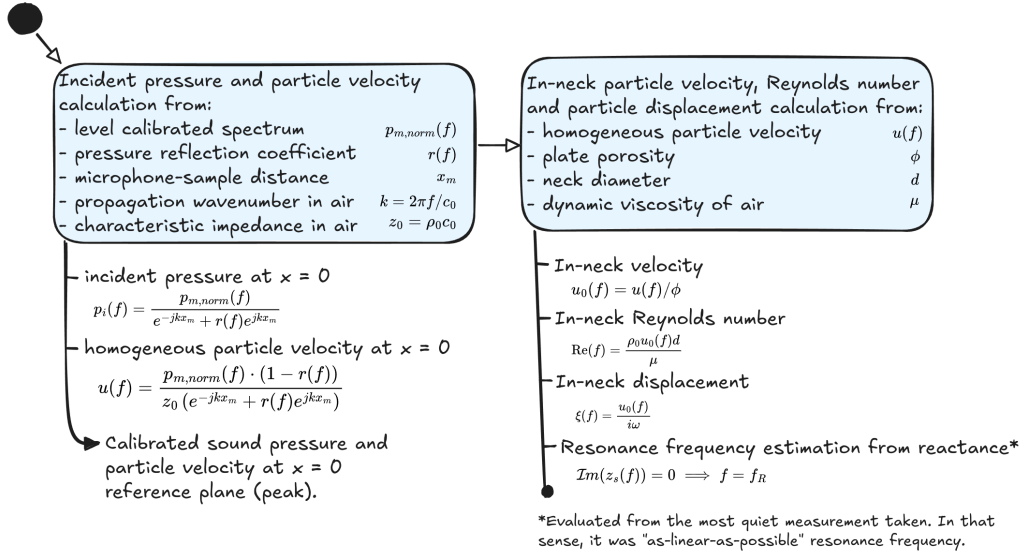 Incident pressure and particle velocity
calculation from:
- level calibrated spectrum p_{m,norm}(f)
- pressure reflection coefficient r(f)
- microphone-sample distance x_m
- propagation wavenumber in air k = 2πf/c_0
- characteristic impedance in air z_0 = ρ_0c_0
incident pressure at x = 0
p_i(f) = \frac{p_{m,norm}(f)}{e^{-jkx_m} + r(f)e^{jkx_m}}
homogeneous particle velocity at x = 0
u(f) = \frac{p_{m,norm}(f) · (1 − r(f))}{z_0 (e^{-jkx_m} + r(f)e^{jkx_m})}
Calibrated sound pressure and
particle velocity at x = 0
reference plane (peak).
In-neck particle velocity, Reynolds number
and particle displacement calculation from:
- homogeneous particle velocity u(f)
- plate porosity ϕ
- neck diameter d
- dynamic viscosity of air μ
In-neck velocity
u_0(f) = u(f)/ϕ
In-neck Reynolds number
Re(f) = \frac{ρ_0u_0(f)d}{μ}
In-neck displacement
ξ(f) = \frac{u_0(f)}{iω}
Resonance frequency estimation from reactance*
Im(z_s(f)) = 0 ⟹ f = f_R
*Evaluated from the most quiet measurement taken. In that
sense, it was "as-linear-as-possible" resonance frequency.